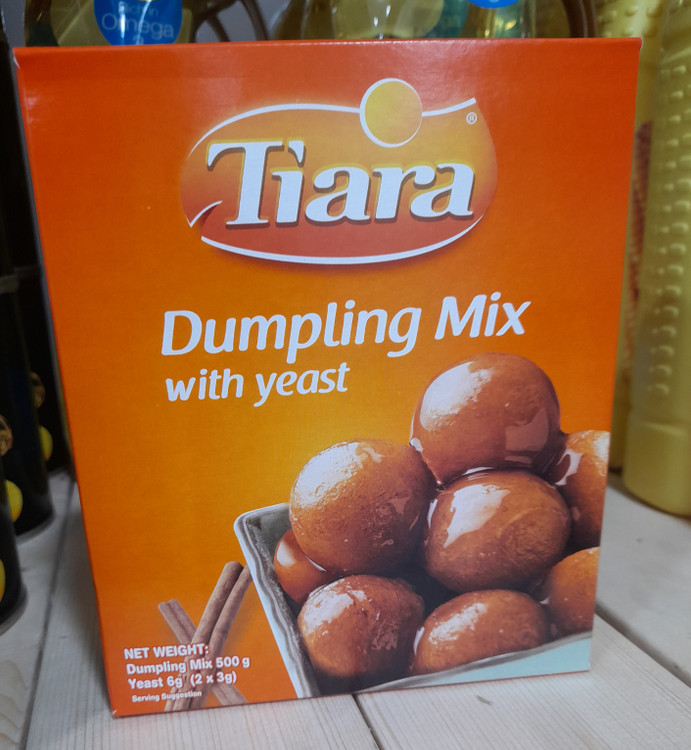 Omega
Tiara
®
Dumpling Mix
with yeast
NET WEIGHT:
Dumpling Mix 500 g
Yeast 6g (2 x 3g)
Serving Suggestion